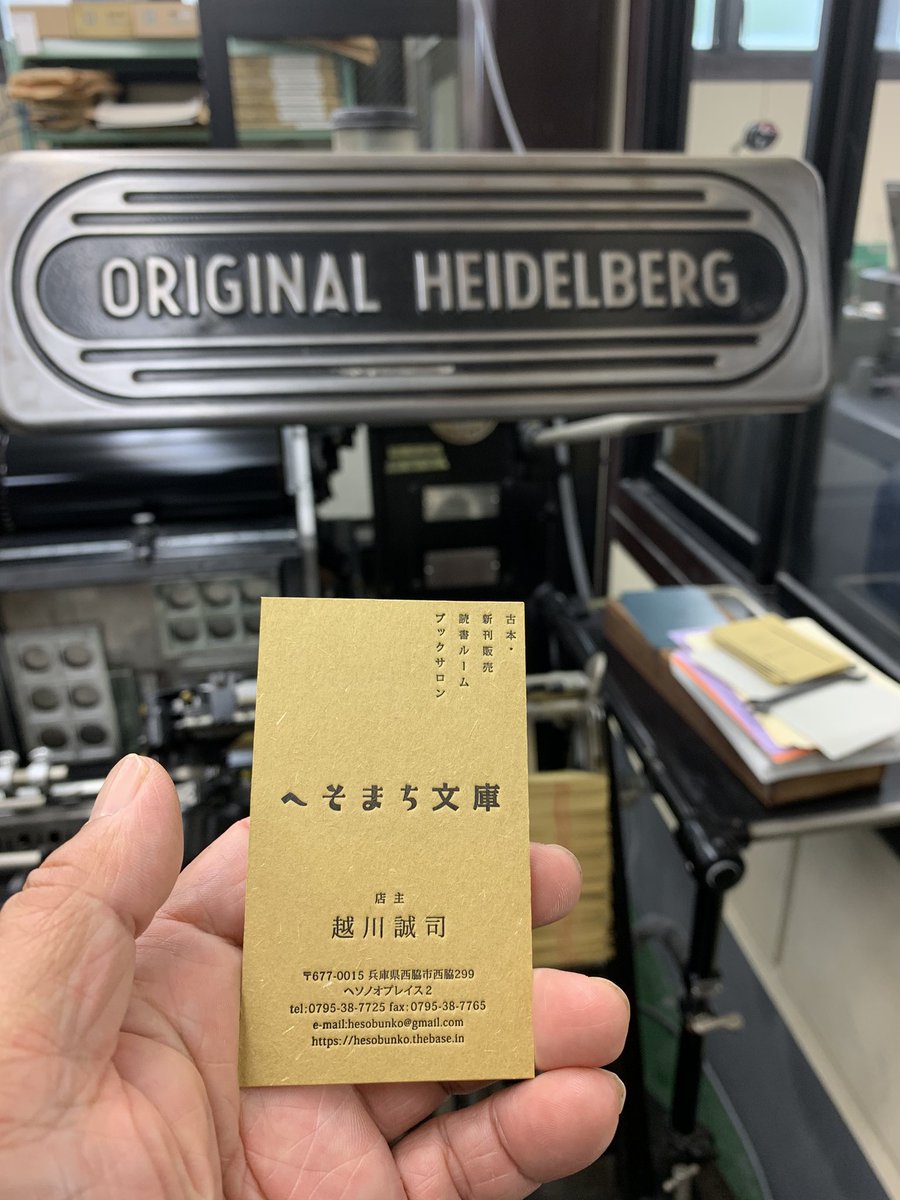 ORIGINAL HEIDELBERG
古本・
新刊販売
読書ルーム
ブックサロン
へそまち文庫
店主
越川誠司
〒677-0015 兵庫県西脇市西脇299
ヘソノオプレイス2
tel:0795-38-7725 fax:0795-38-7765
e-mail:hesobunko@gmail.com
https://hesobunko.thebase.in